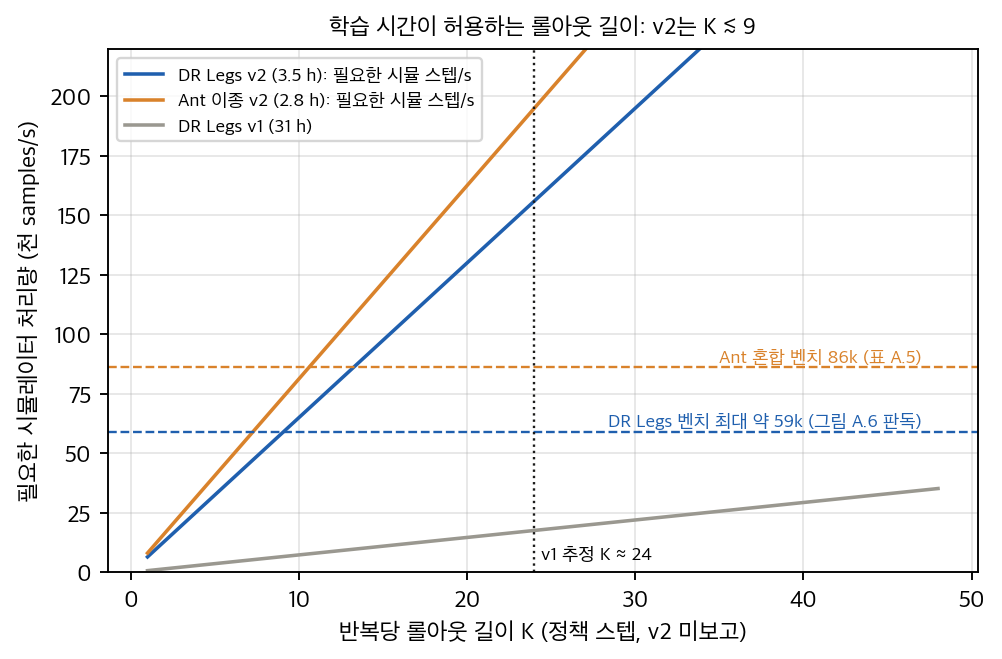 학습 시간이 허용하는 롤아웃 길이: v2는 K ≲ 9
DR Legs v2 (3.5 h): 필요한 시뮬 스텝/s
Ant 이종 v2 (2.8 h): 필요한 시뮬 스텝/s
DR Legs v1 (31 h)
필요한 시뮬레이터 처리량 (천 samples/s)
200
175
150
125
100
75
50
25
0
Ant 혼합 벤치 86k (표 A.5)
DR Legs 벤치 최대 약 59k (그림 A.6 판독)
v1 추정 K ≈ 24
0 10 20 30 40 50
반복당 롤아웃 길이 K (정책 스텝, v2 미보고)